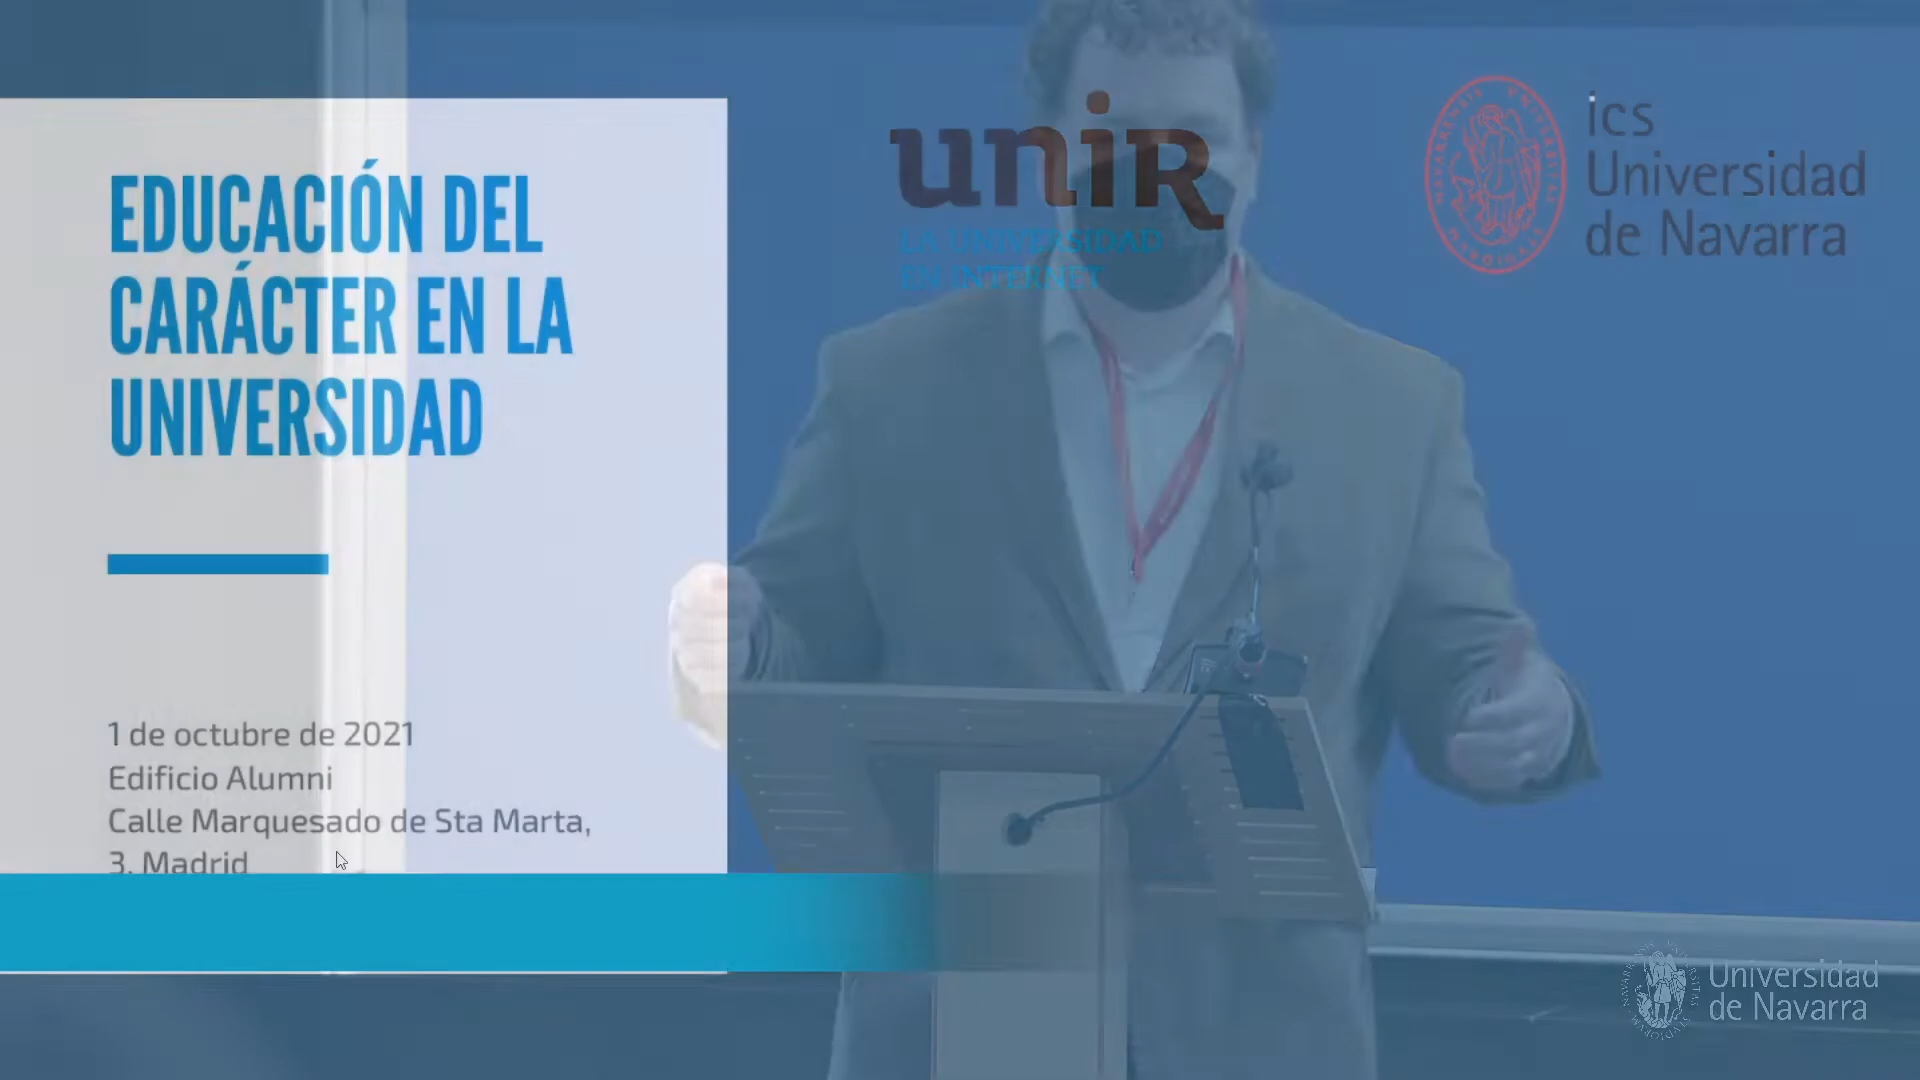 EDUCACIÓN DEL
CARÁCTER EN LA
UNIVERSIDAD
1 de octubre de 2021
Edificio Alumni
Calle Marquesado de Sta Marta,
3. Madrid
uniR
LA UNIVERSIDAD
EN INTERNET
ics
Universidad
de Navarra
Universidad
de Navarra